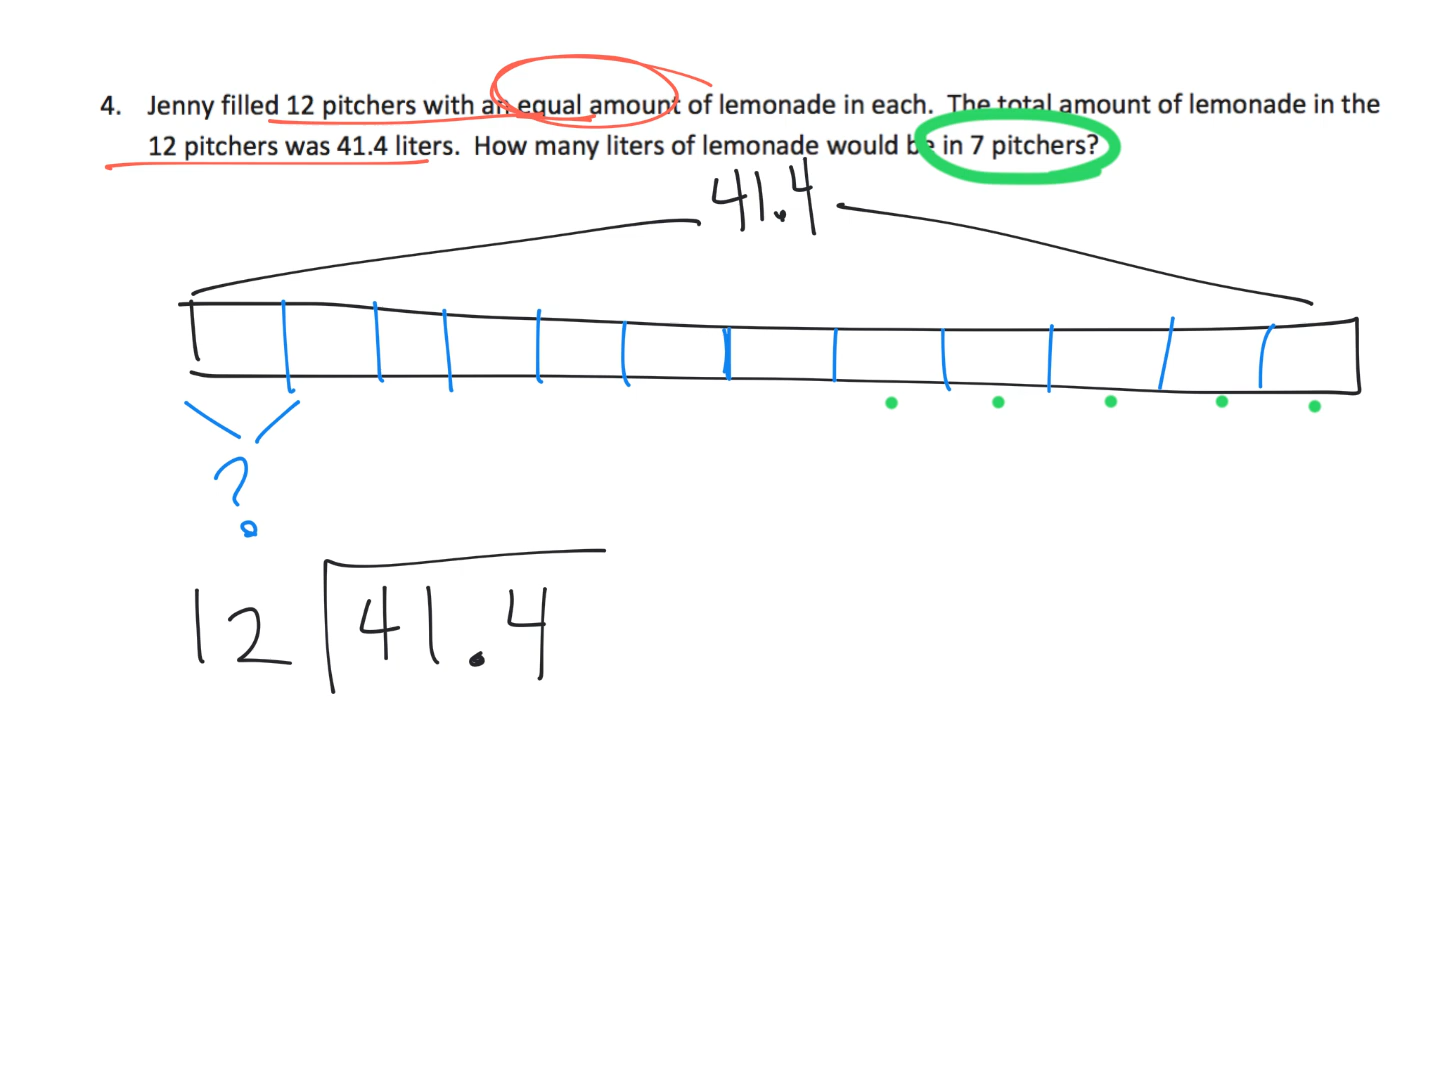 4. Jenny filled 12 pitchers with an equal amount of lemonade in each. The total amount of lemonade in the
12 pitchers was 41.4 liters. How many liters of lemonade would be in 7 pitchers?
41.4
?
12 41.4